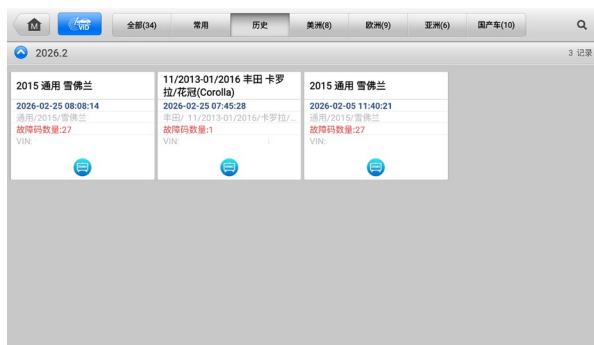 M
VID
全部(34)
常用
历史
美洲(8)
欧洲(9)
亚洲(6)
国产车(10)
2026.2
3 记录
2015 通用 雪佛兰
2026-02-25 08:08:14
通用/2015/雪佛兰
故障码数量:27
VIN:
11/2013-01/2016 丰田 卡罗
拉/花冠(Corolla)
2026-02-25 07:45:28
丰田/ 11/2013-01/2016/卡罗拉/...
故障码数量:1
VIN:
2015 通用 雪佛兰
2026-02-05 11:40:21
通用/2015/雪佛兰
故障码数量:27
VIN: